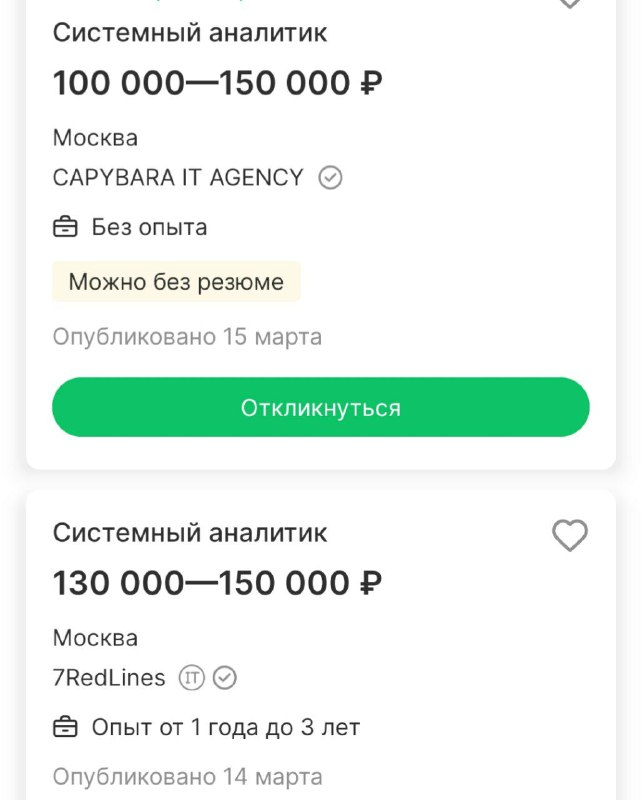 Системный аналитик
100 000—150 000 ₽
Москва
CAPYBARA IT AGENCY
Без опыта
Можно без резюме
Опубликовано 15 марта
Откликнуться
Системный аналитик
130 000—150 000 ₽
Москва
7RedLines IT
Опыт от 1 года до 3 лет
Опубликовано 14 марта